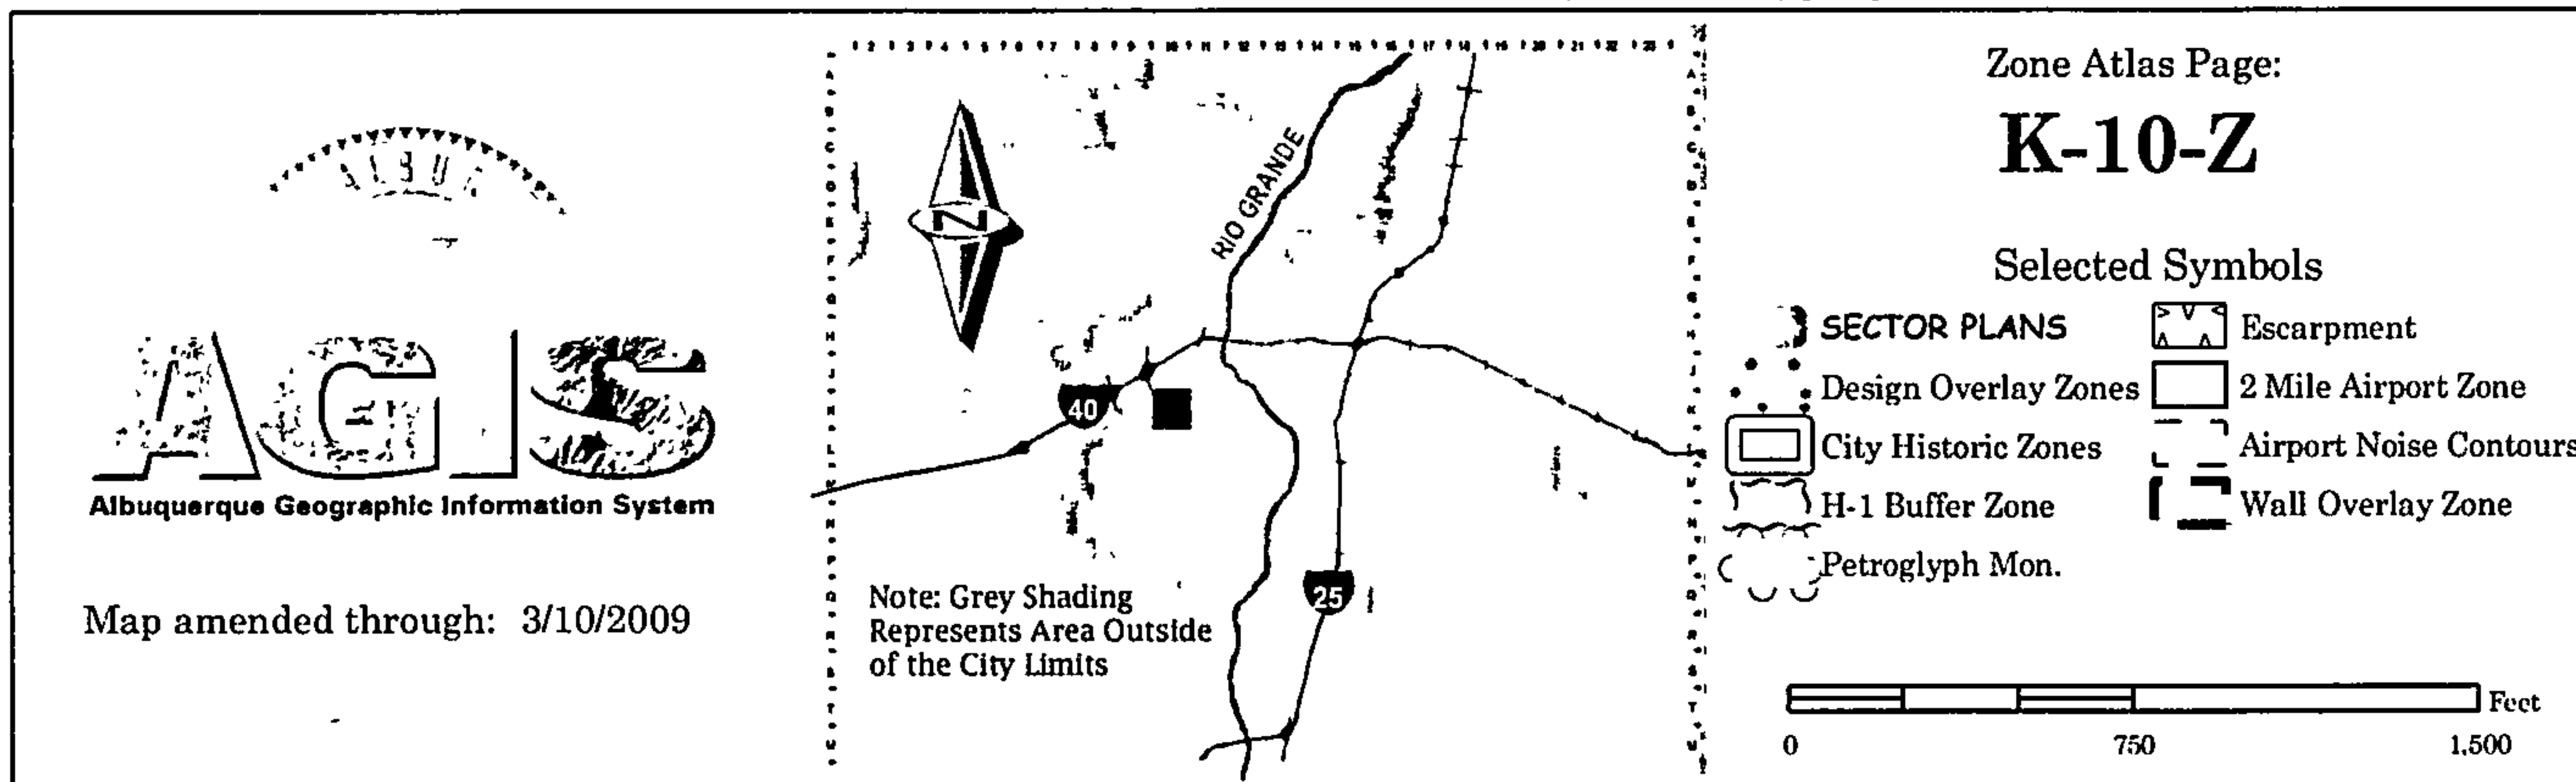 AGIS
Albuquerque Geographic Information System
Map amended through: 3/10/2009
N
RIO GRANDE
40
25
Note: Grey Shading
Represents Area Outside
of the City Limits
Zone Atlas Page:
K-10-Z
Selected Symbols
SECTOR PLANS
Design Overlay Zones
City Historic Zones
H-1 Buffer Zone
Petroglyph Mon.
Escarpment
2 Mile Airport Zone
Airport Noise Contours
Wall Overlay Zone
Feet
0 750 1,500